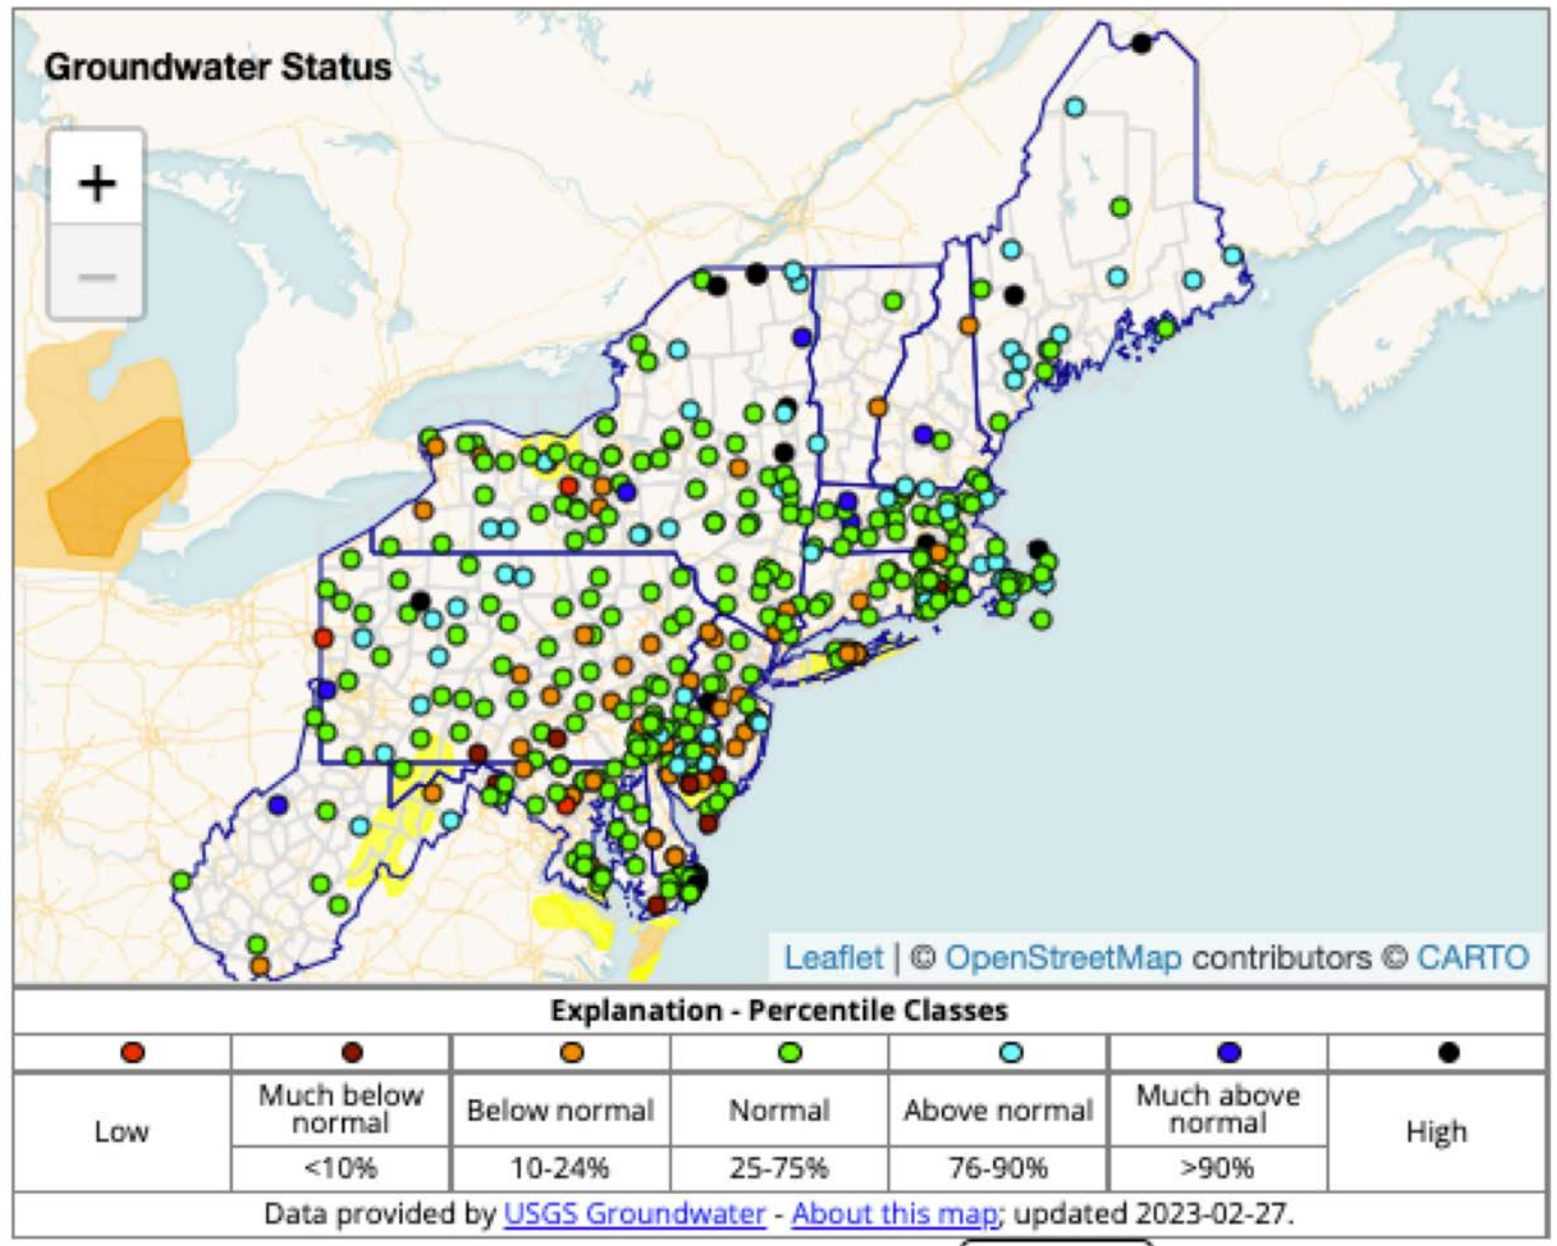 Groundwater Status
+
−
Leaflet | © OpenStreetMap contributors © CARTO
Explanation - Percentile Classes
Low
Much below normal
Below normal
Normal
Above normal
Much above normal
High
<10%
10-24%
25-75%
76-90%
>90%
Data provided by USGS Groundwater - About this map; updated 2023-02-27.